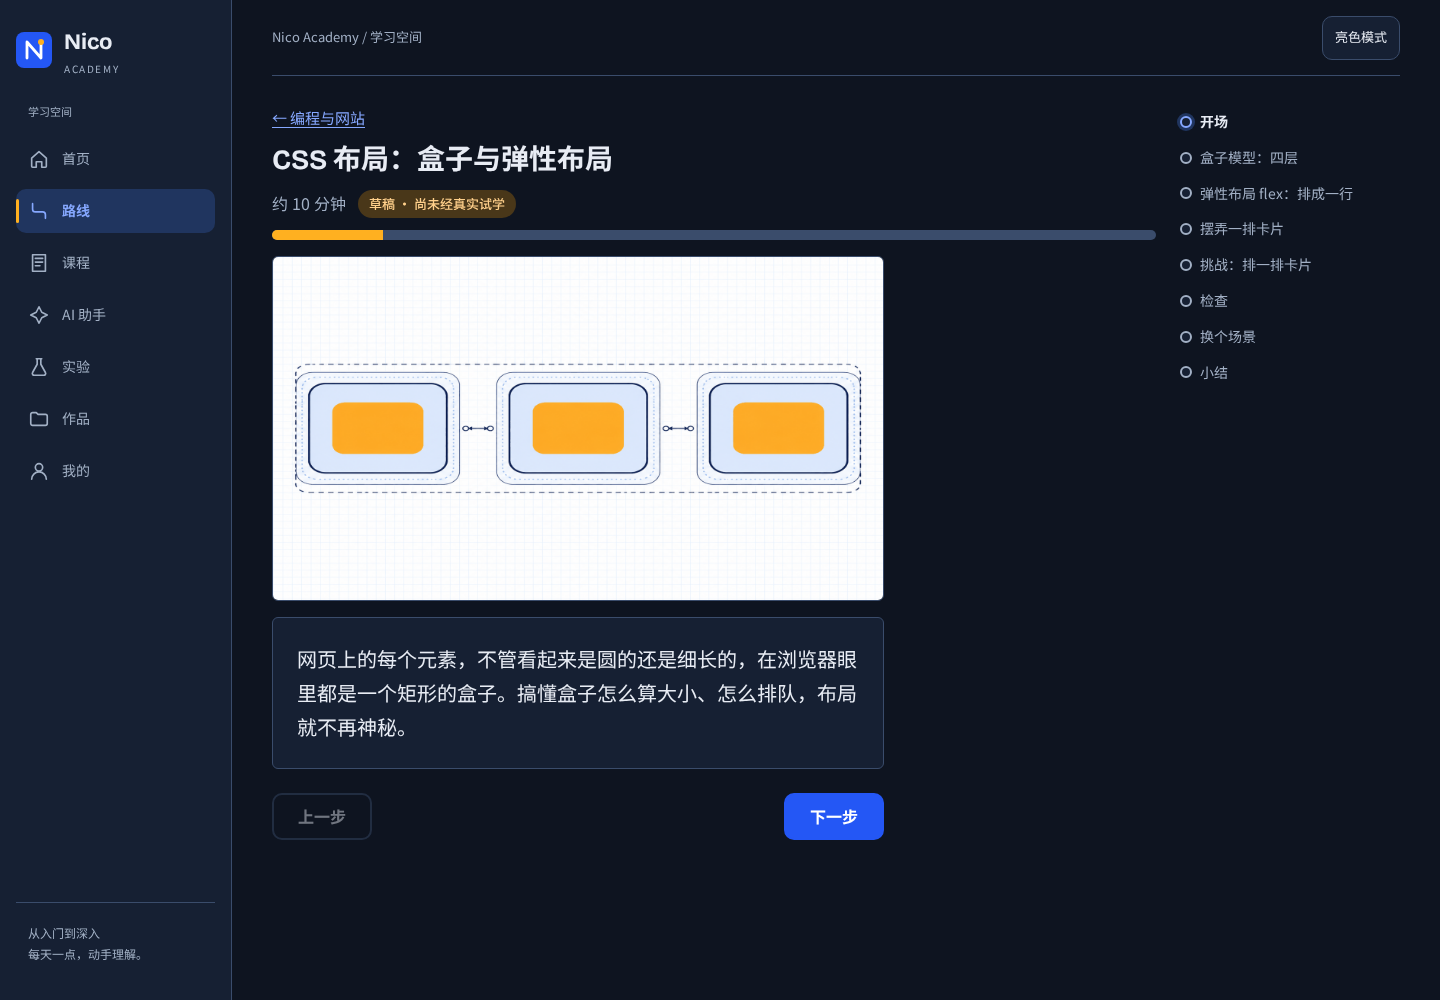 Nico
ACADEMY
学习空间
首页
路线
课程
AI 助手
实验
作品
我的
从入门到深入
每天一点，动手理解。
Nico Academy / 学习空间
亮色模式
← 编程与网站
CSS 布局：盒子与弹性布局
约 10 分钟
草稿 · 尚未经真实试学
网页上的每个元素，不管看起来是圆的还是细长的，在浏览器眼
里都是一个矩形的盒子。搞懂盒子怎么算大小、怎么排队，布局
就不再神秘。
上一步
下一步
开场
盒子模型：四层
弹性布局 flex：排成一行
摆弄一排卡片
挑战：排一排卡片
检查
换个场景
小结